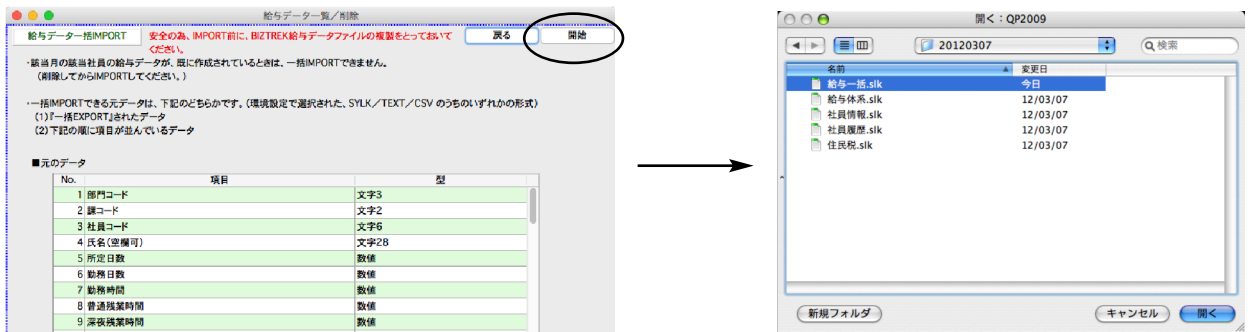 給与データ一覧／削除
給与データ一括IMPORT
安全の為、IMPORT前に、BIZTREK給与データファイルの複製をとっておいて
ください。
戻る
開始
・該当月の該当社員の給与データが、既に作成されているときは、一括IMPORTできません。
（削除してからIMPORTしてください。）
・一括IMPORTできる元データは、下記のどちらかです。（環境設定で選択された、SYLK／TEXT／CSV のうちのいずれかの形式）
（1）『一括EXPORT』されたデータ
（2）下記の順に項目が並んでいるデータ
■元のデータ
No. 項目 型
1 部門コード 文字3
2 課コード 文字2
3 社員コード 文字6
4 氏名（空欄可） 文字28
5 所定日数 数値
6 勤務日数 数値
7 勤務時間 数値
8 普通残業時間 数値
9 深夜残業時間 数値
開く：QP2009
20120307
検索
名前 変更日
給与一括.slk 今日
給与体系.slk 12/03/07
社員情報.slk 12/03/07
社員履歴.slk 12/03/07
住民税.slk 12/03/07
新規フォルダ
キャンセル
開く